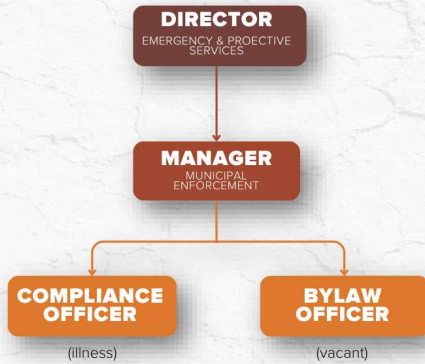 DIRECTOR
EMERGENCY & PROECTIVE
SERVICES
MANAGER
MUNICIPAL
ENFORCEMENT
COMPLIANCE
OFFICER
(illness)
BYLAW
OFFICER
(vacant)